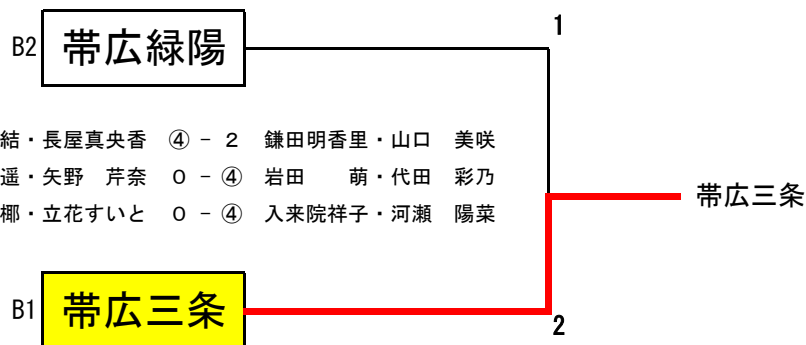 1
B2 帯広緑陽
結・長屋真央香 ④ － 2 鎌田明香里・山口 美咲
遥・矢野 芹奈 0 － ④ 岩田 萌・代田 彩乃
椰・立花すいと 0 － ④ 入来院祥子・河瀬 陽菜
帯広三条
B1 帯広三条
2